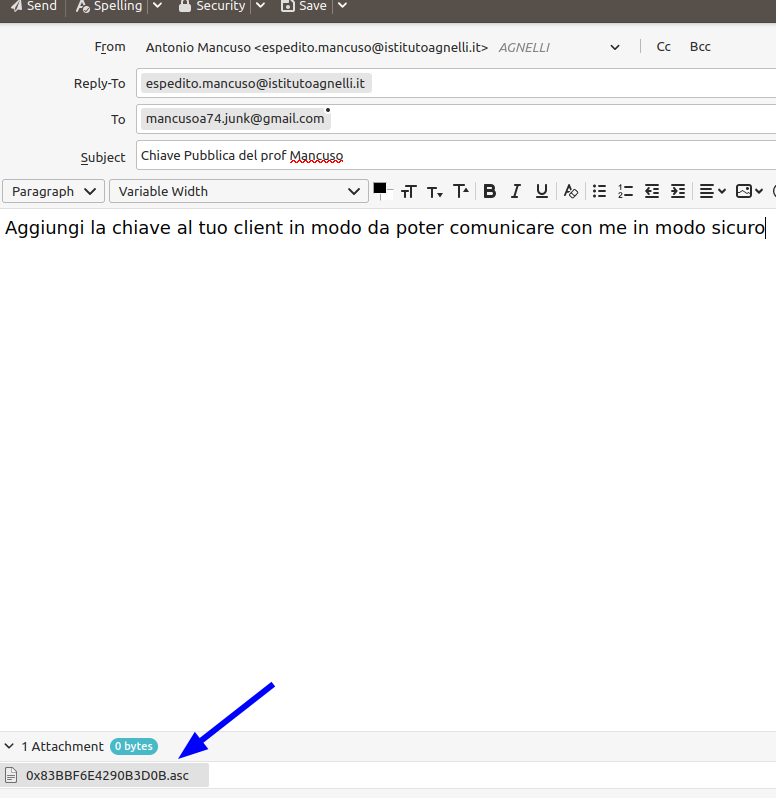 Send Spelling Security Save
From Antonio Mancuso <espedito.mancuso@istitutoagnelli.it> AGNELLI Cc Bcc
Reply-To espedito.mancuso@istitutoagnelli.it
To mancusoa74.junk@gmail.com
Subject Chiave Pubblica del prof Mancuso
Paragraph Variable Width
Aggiungi la chiave al tuo client in modo da poter comunicare con me in modo sicuro
1 Attachment 0 bytes
0x83BBF6E4290B3D0B.asc